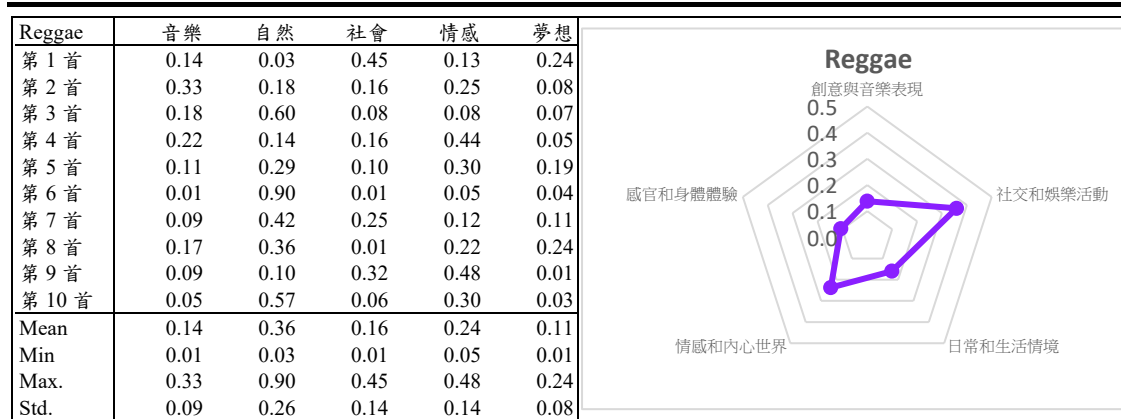 Reggae 音樂 自然 社會 情感 夢想
第 1 首 0.14 0.03 0.45 0.13 0.24
第 2 首 0.33 0.18 0.16 0.25 0.08
第 3 首 0.18 0.60 0.08 0.08 0.07
第 4 首 0.22 0.14 0.16 0.44 0.05
第 5 首 0.11 0.29 0.10 0.30 0.19
第 6 首 0.01 0.90 0.01 0.05 0.04
第 7 首 0.09 0.42 0.25 0.12 0.11
第 8 首 0.17 0.36 0.01 0.22 0.24
第 9 首 0.09 0.10 0.32 0.48 0.01
第 10 首 0.05 0.57 0.06 0.30 0.03
Mean 0.14 0.36 0.16 0.24 0.11
Min 0.01 0.03 0.01 0.05 0.01
Max. 0.33 0.90 0.45 0.48 0.24
Std. 0.09 0.26 0.14 0.14 0.08
Reggae
創意與音樂表現
0.5
0.4
0.3
0.2
0.1
0.0
感官和身體體驗
社交和娛樂活動
情感和內心世界
日常和生活情境